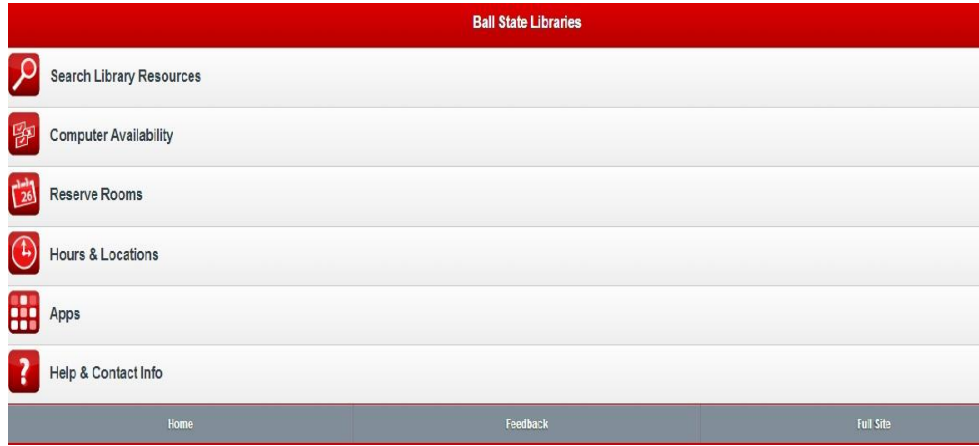 Ball State Libraries
Search Library Resources
Computer Availability
26
Reserve Rooms
Hours & Locations
Apps
? Help & Contact Info
Home Feedback Full Site